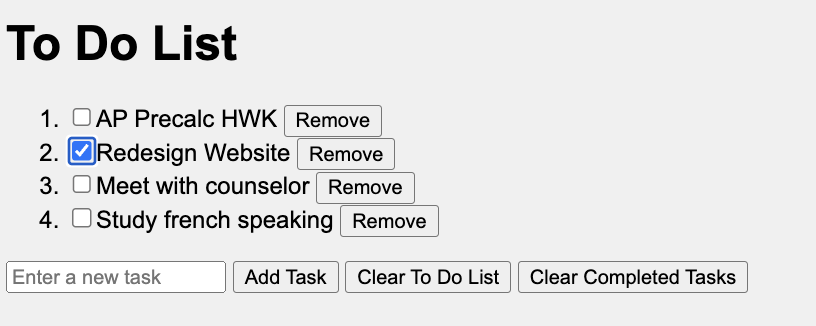 To Do List
1. AP Precalc HWK Remove
2. Redesign Website Remove
3. Meet with counselor Remove
4. Study french speaking Remove
Enter a new task Add Task Clear To Do List Clear Completed Tasks